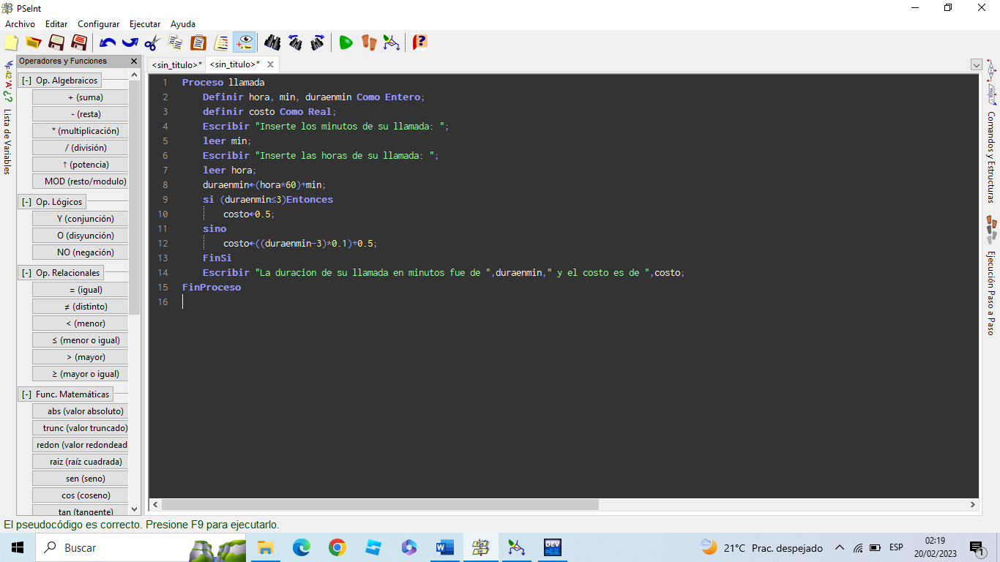 PSeInt
Archivo Editar Configurar Ejecutar Ayuda
Operadores y Funciones
<sin_titulo>* <sin_titulo>*
Lista de Variables
[-] Op. Algebraicos
+ (suma)
- (resta)
* (multiplicación)
/ (división)
↑ (potencia)
MOD (resto/modulo)
[-] Op. Lógicos
Y (conjunción)
O (disyunción)
NO (negación)
[-] Op. Relacionales
= (igual)
≠ (distinto)
< (menor)
≤ (menor o igual)
> (mayor)
≥ (mayor o igual)
[-] Func. Matemáticas
abs (valor absoluto)
trunc (valor truncado)
redon (valor redondead
raiz (raíz cuadrada)
sen (seno)
cos (coseno)
tan (tangente)
1 Proceso llamada
2 Definir hora, min, duraenmin Como Entero;
3 definir costo Como Real;
4 Escribir "Inserte los minutos de su llamada: ";
5 leer min;
6 Escribir "Inserte las horas de su llamada: ";
7 leer hora;
8 duraenmin←(hora*60)+min;
9 si (duraenmin≤3)Entonces
10 costo←0.5;
11 sino
12 costo←((duraenmin-3)*0.1)+0.5;
13 FinSi
14 Escribir "La duracion de su llamada en minutos fue de ",duraenmin," y el costo es de ",costo;
15 FinProceso
16
Comandos y Estructuras
Ejecución Paso a Paso
El pseudocódigo es correcto. Presione F9 para ejecutarlo.
Buscar
21°C Prac. despejado
ESP
02:19
20/02/2023
1